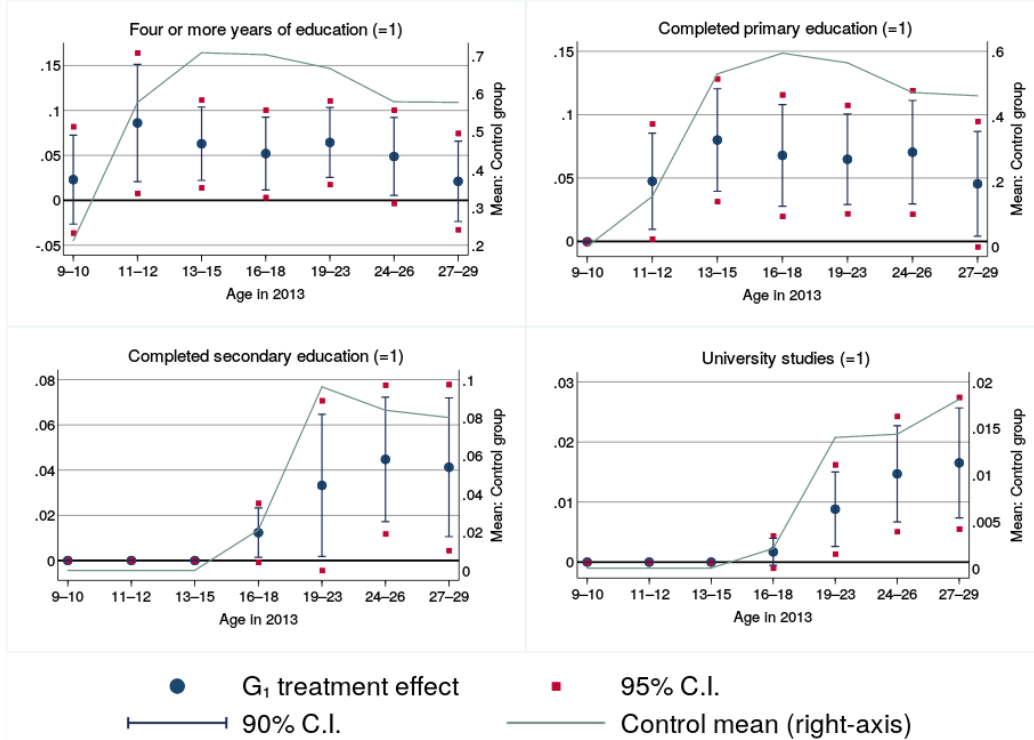 Four or more years of education (=1)
.15
.1
.05
0
-.05
.7
.6
.5
.4
.3
.2
Mean: Control group
9–10 11–12 13–15 16–18 19–23 24–26 27–29
Age in 2013
Completed primary education (=1)
.15
.1
.05
0
.6
.4
.2
0
Mean: Control group
9–10 11–12 13–15 16–18 19–23 24–26 27–29
Age in 2013
Completed secondary education (=1)
.08
.06
.04
.02
0
.1
.08
.06
.04
.02
0
Mean: Control group
9–10 11–12 13–15 16–18 19–23 24–26 27–29
Age in 2013
University studies (=1)
.03
.02
.01
0
.02
.015
.01
.005
0
Mean: Control group
9–10 11–12 13–15 16–18 19–23 24–26 27–29
Age in 2013
G₁ treatment effect
95% C.I.
90% C.I.
Control mean (right-axis)